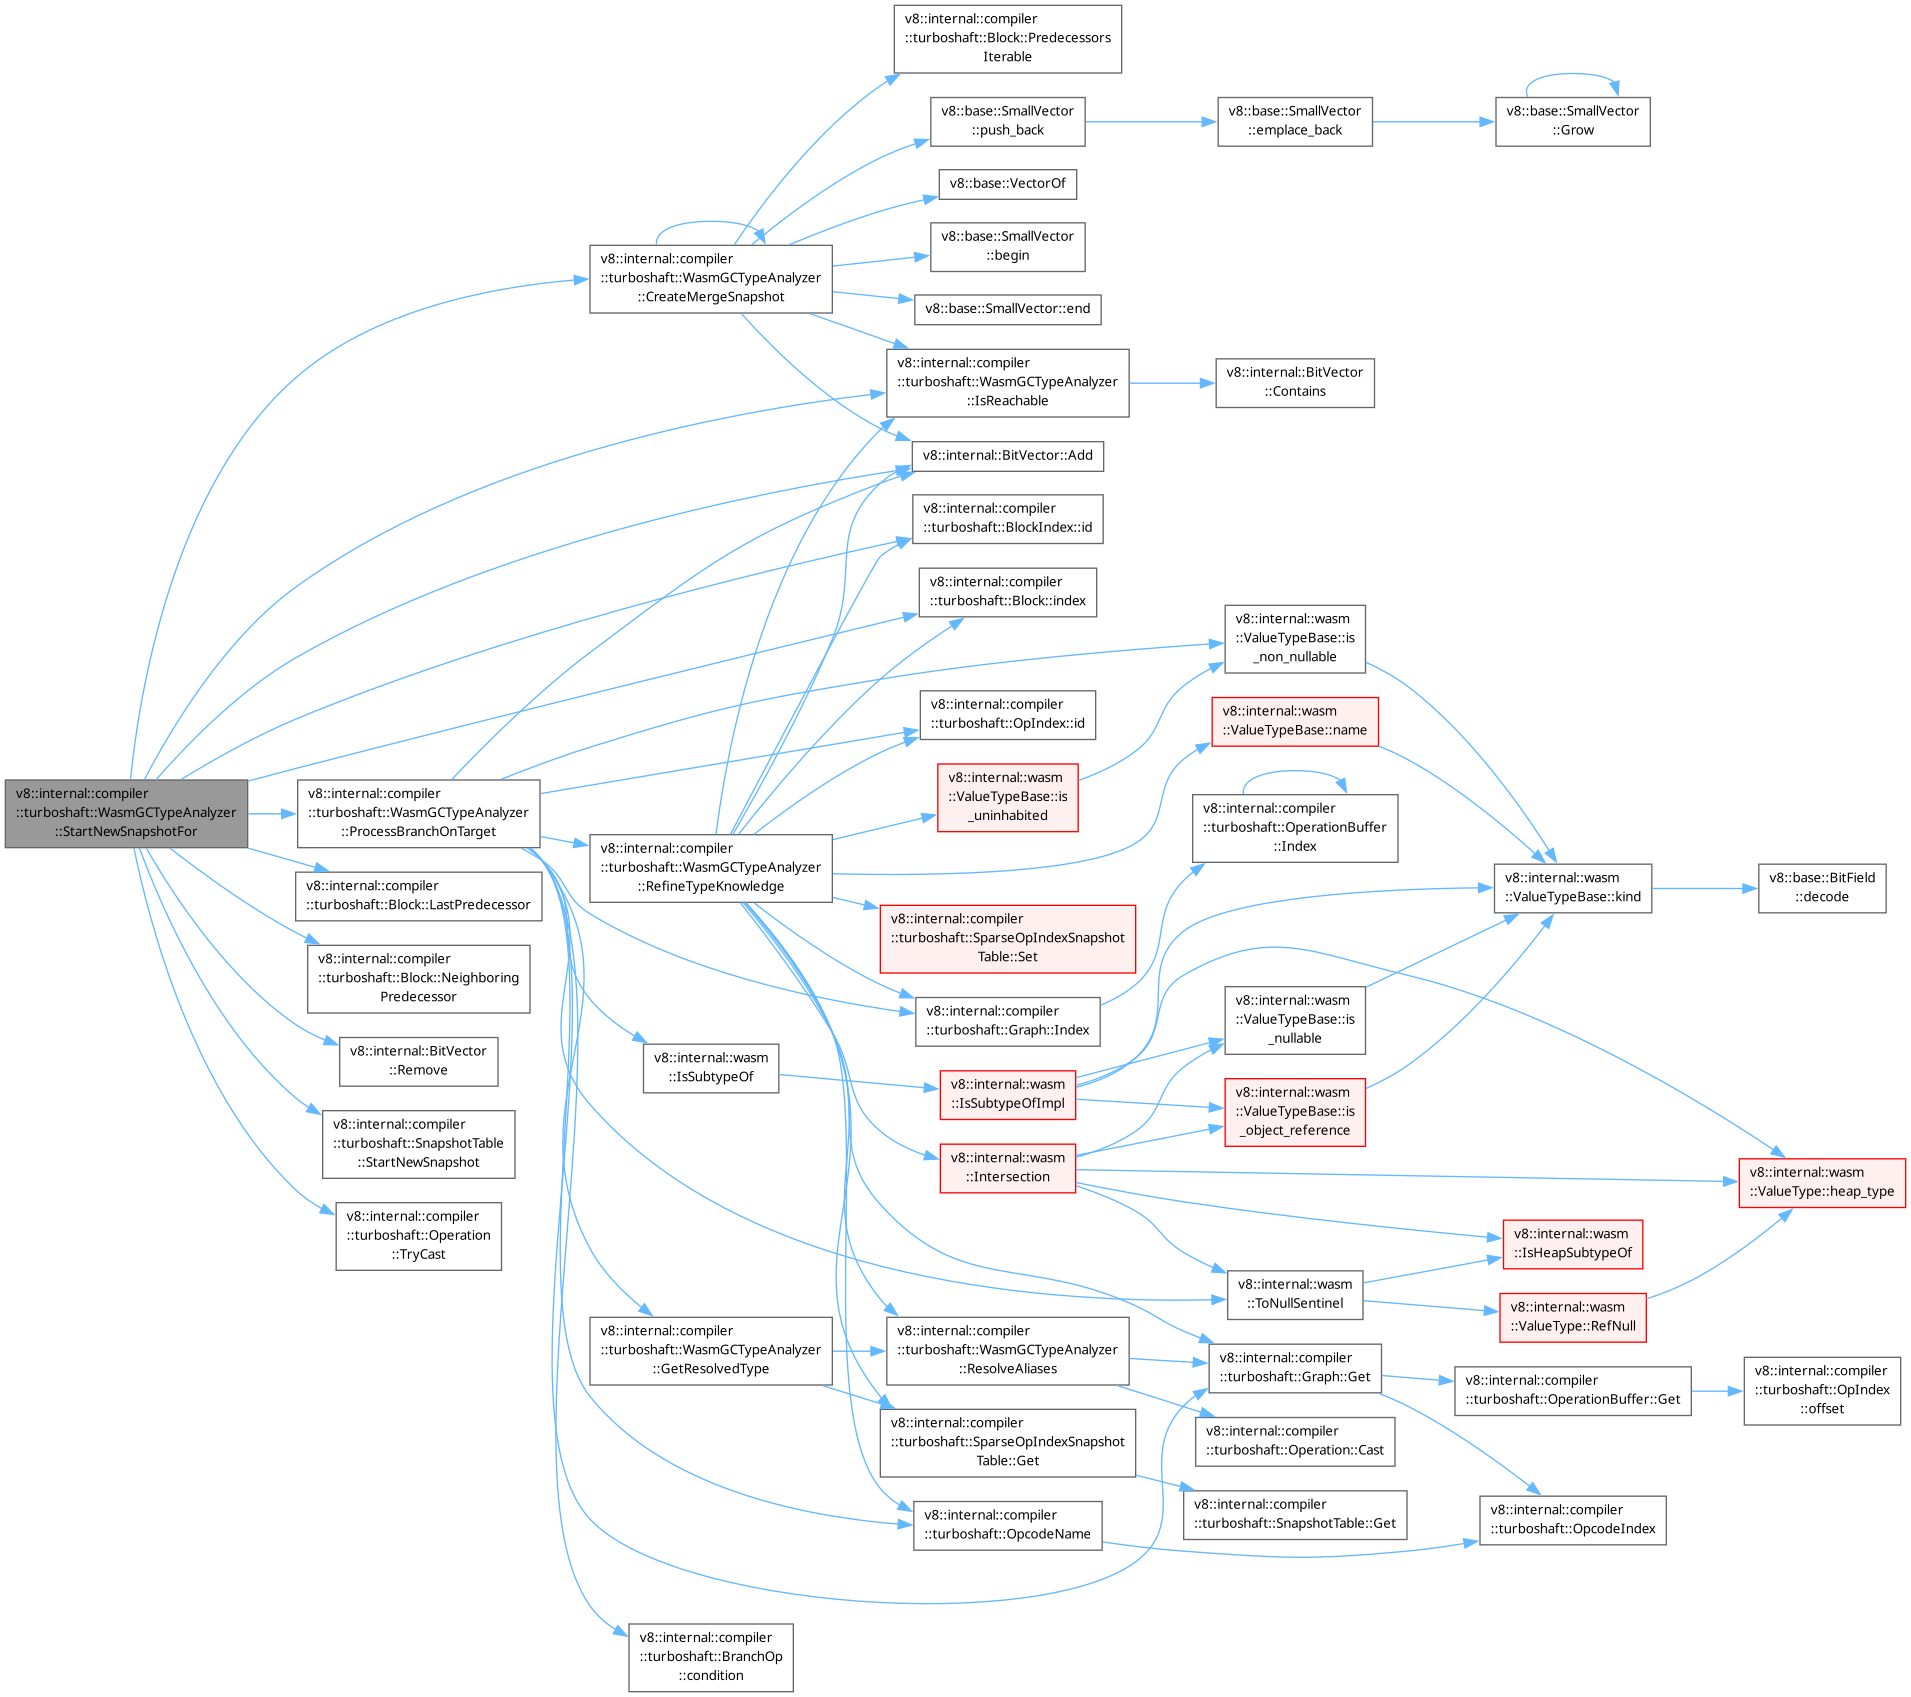 v8::internal::compiler
::turboshaft::WasmGCTypeAnalyzer
::StartNewSnapshotFor
v8::internal::compiler
::turboshaft::WasmGCTypeAnalyzer
::ProcessBranchOnTarget
v8::internal::compiler
::turboshaft::Block::LastPredecessor
v8::internal::compiler
::turboshaft::Block::Neighboring
Predecessor
v8::internal::BitVector
::Remove
v8::internal::compiler
::turboshaft::SnapshotTable
::StartNewSnapshot
v8::internal::compiler
::turboshaft::Operation
::TryCast
v8::internal::compiler
::turboshaft::WasmGCTypeAnalyzer
::CreateMergeSnapshot
v8::internal::compiler
::turboshaft::WasmGCTypeAnalyzer
::RefineTypeKnowledge
v8::internal::wasm
::IsSubtypeOf
v8::internal::compiler
::turboshaft::WasmGCTypeAnalyzer
::GetResolvedType
v8::internal::compiler
::turboshaft::BranchOp
::condition
v8::internal::compiler
::turboshaft::Block::Predecessors
Iterable
v8::base::SmallVector
::push_back
v8::base::VectorOf
v8::base::SmallVector
::begin
v8::base::SmallVector::end
v8::internal::compiler
::turboshaft::WasmGCTypeAnalyzer
::IsReachable
v8::internal::BitVector::Add
v8::internal::compiler
::turboshaft::BlockIndex::id
v8::internal::compiler
::turboshaft::Block::index
v8::internal::compiler
::turboshaft::OpIndex::id
v8::internal::wasm
::ValueTypeBase::is
_uninhabited
v8::internal::compiler
::turboshaft::SparseOpIndexSnapshot
Table::Set
v8::internal::compiler
::turboshaft::Graph::Index
v8::internal::wasm
::IsSubtypeOfImpl
v8::internal::wasm
::Intersection
v8::internal::compiler
::turboshaft::WasmGCTypeAnalyzer
::ResolveAliases
v8::internal::compiler
::turboshaft::SparseOpIndexSnapshot
Table::Get
v8::internal::compiler
::turboshaft::OpcodeName
v8::base::SmallVector
::emplace_back
v8::internal::BitVector
::Contains
v8::internal::wasm
::ValueTypeBase::is
_non_nullable
v8::internal::wasm
::ValueTypeBase::name
v8::internal::compiler
::turboshaft::OperationBuffer
::Index
v8::internal::wasm
::ValueTypeBase::is
_nullable
v8::internal::wasm
::ValueTypeBase::is
_object_reference
v8::internal::wasm
::ToNullSentinel
v8::internal::compiler
::turboshaft::Graph::Get
v8::internal::compiler
::turboshaft::Operation::Cast
v8::internal::compiler
::turboshaft::SnapshotTable::Get
v8::base::SmallVector
::Grow
v8::internal::wasm
::ValueTypeBase::kind
v8::internal::wasm
::IsHeapSubtypeOf
v8::internal::wasm
::ValueType::RefNull
v8::internal::compiler
::turboshaft::OperationBuffer::Get
v8::internal::compiler
::turboshaft::OpcodeIndex
v8::base::BitField
::decode
v8::internal::wasm
::ValueType::heap_type
v8::internal::compiler
::turboshaft::OpIndex
::offset